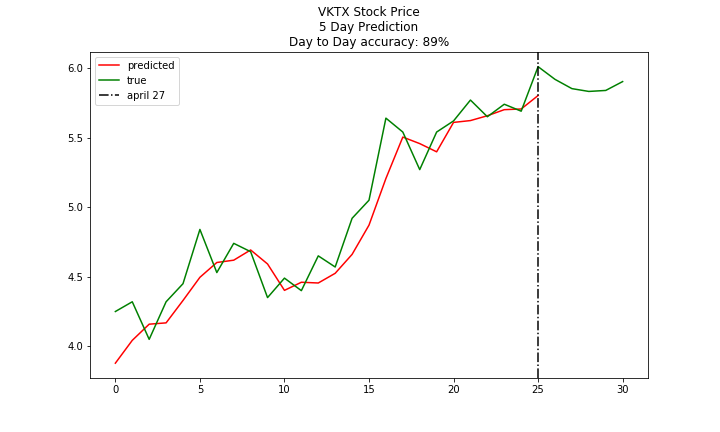 VKTX Stock Price
5 Day Prediction
Day to Day accuracy: 89%
predicted
true
april 27
6.0
5.5
5.0
4.5
4.0
0 5 10 15 20 25 30